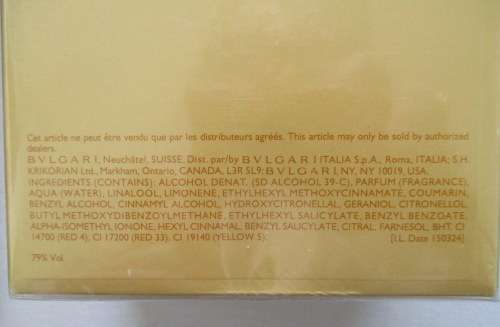 Cet article ne peut être vendu que par les distributeurs agréés. This article may only be sold by authorized
dealers.
BVLGARI, Neuchâtel, SUISSE. Dist. par/by BVLGARI ITALIA S.p.A., Roma, ITALIA; S.H.
KRIKORIAN Ltd., Markham, Ontario, CANADA, L3R 5L9; BVLGARI, NY, NY 10019, USA.
INGREDIENTS (CONTAINS): ALCOHOL DENAT. (SD ALCOHOL 39-C), PARFUM (FRAGRANCE),
AQUA (WATER), LINALOOL, LIMONENE, ETHYLHEXYL METHOXYCINNAMATE, COUMARIN,
BENZYL ALCOHOL, CINNAMYL ALCOHOL, HYDROXYCITRONELLAL, GERANIOL, CITRONELLOL,
BUTYL METHOXYDIBENZOYLMETHANE, ETHYLHEXYL SALICYLATE, BENZYL BENZOATE,
ALPHA-ISOMETHYL IONONE, HEXYL CINNAMAL, BENZYL SALICYLATE, CITRAL, FARNESOL, BHT, CI
14700 (RED 4), CI 17200 (RED 33), CI 19140 (YELLOW 5). [I.L. Date 150324]
79% Vol